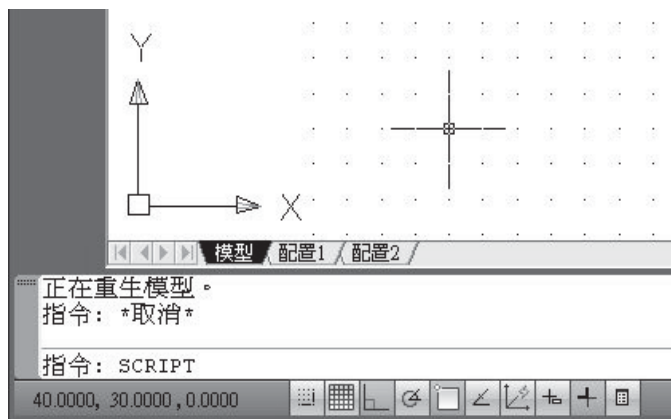 Y
X
模型 配置1 配置2
正在重生模型。
指令: *取消*
指令: SCRIPT
40.0000, 30.0000 , 0.0000